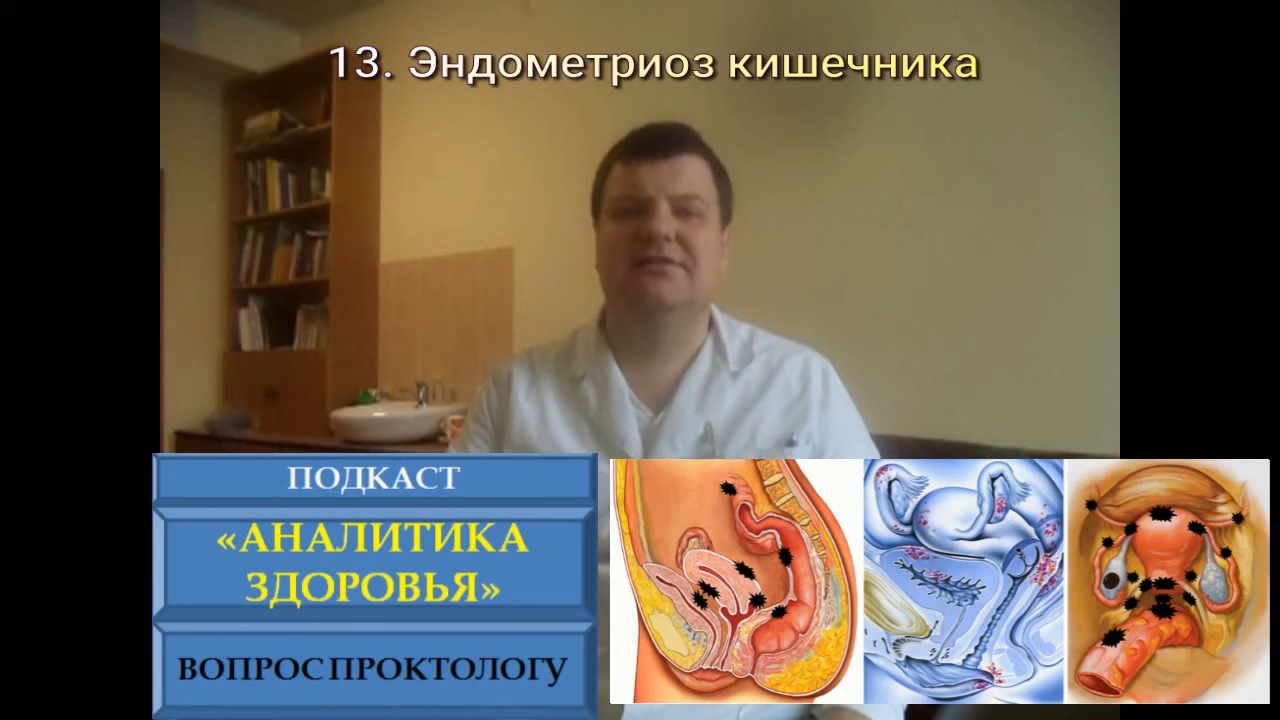 13. Эндометриоз кишечника
ПОДКАСТ
«АНАЛИТИКА
ЗДОРОВЬЯ»
ВОПРОС ПРОКТОЛОГУ